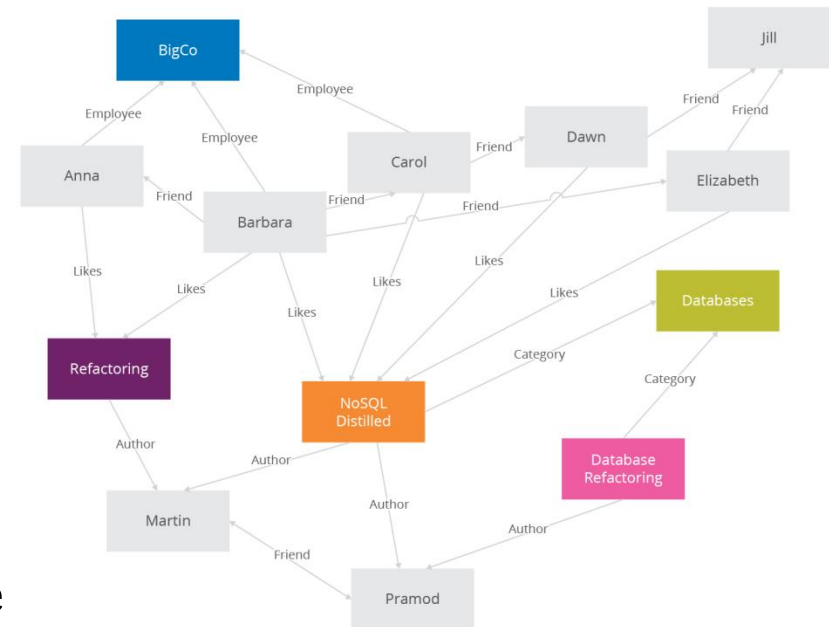 Jill
BigCo
Employee
Friend
Friend
Employee
Employee
Dawn
Friend
Carol
Anna
Elizabeth
Friend
Friend
Friend
Barbara
Likes
Likes
Likes
Likes
Likes
Likes
Databases
Category
Refactoring
Category
NoSQL
Distilled
Author
Author
Database
Refactoring
Author
Martin
Author
Friend
Pramod
e